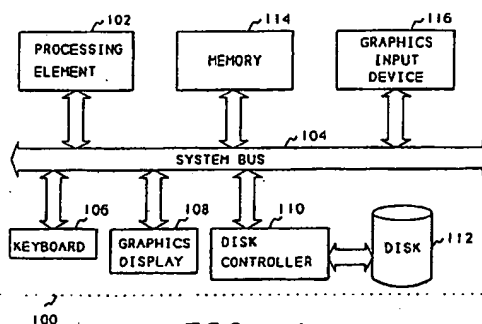 102
114
116
PROCESSING
ELEMENT
MEMORY
GRAPHICS
INPUT
DEVICE
104
SYSTEM BUS
106
108
110
KEYBOARD
GRAPHICS
DISPLAY
DISK
CONTROLLER
DISK
112
100